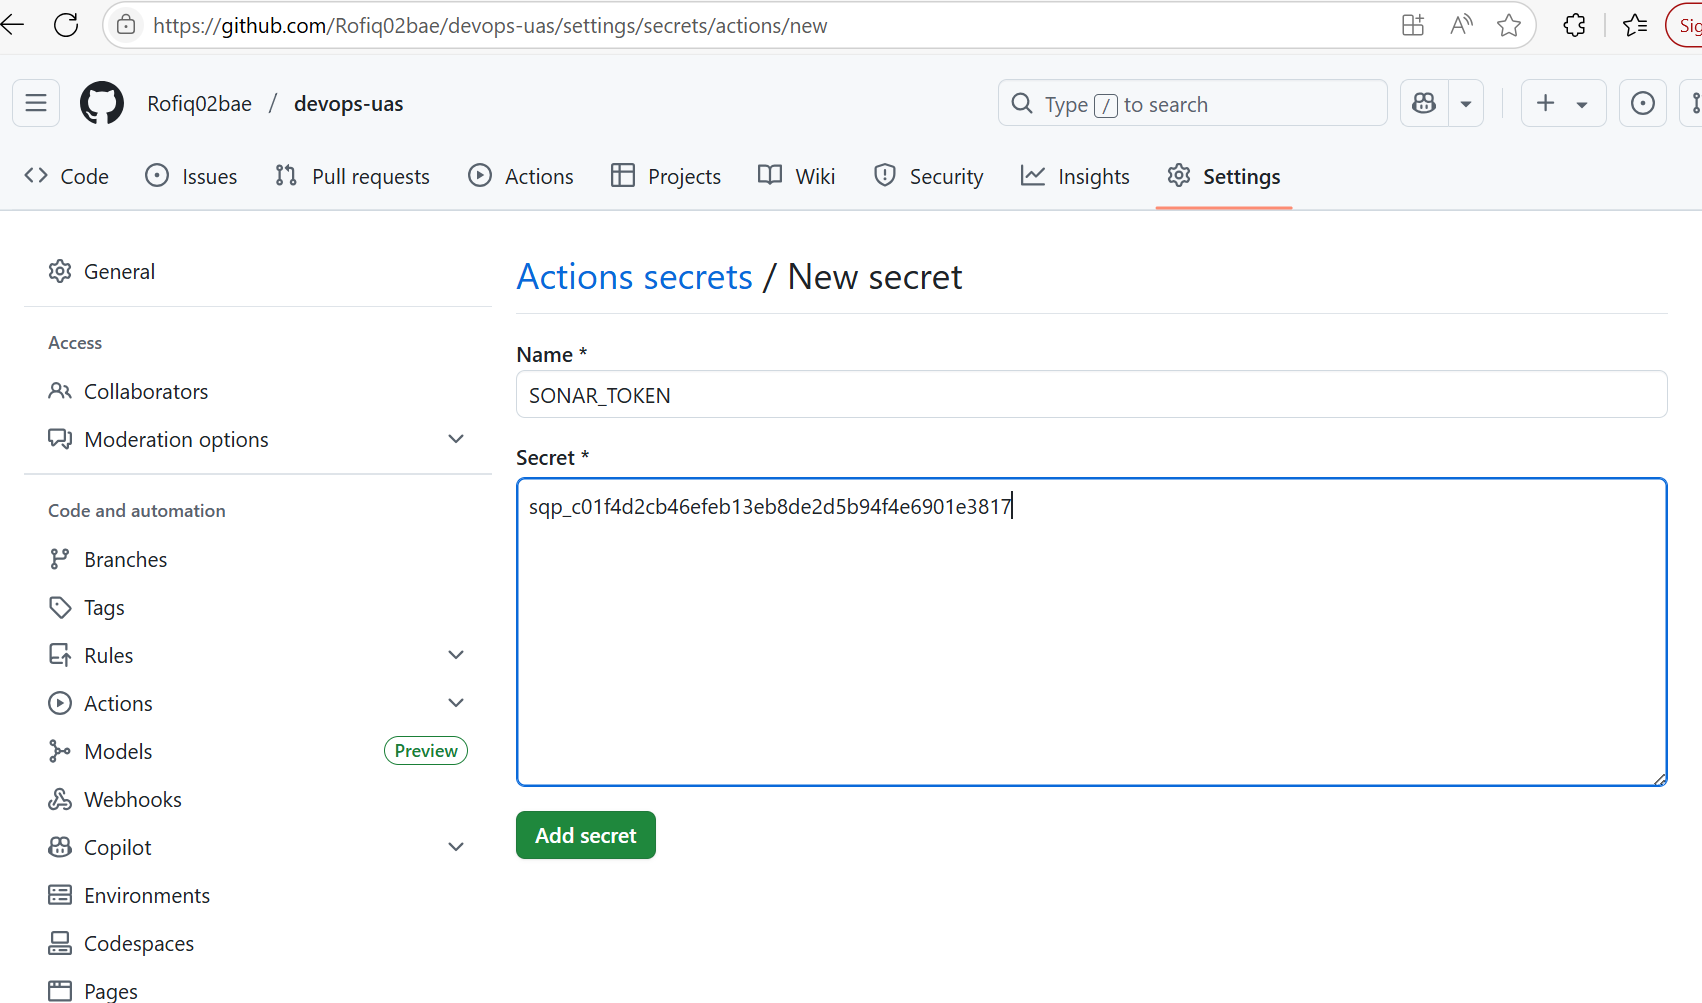 https://github.com/Rofiq02bae/devops-uas/settings/secrets/actions/new
Sig
Rofiq02bae / devops-uas
Type / to search
Code
Issues
Pull requests
Actions
Projects
Wiki
Security
Insights
Settings
General
Access
Collaborators
Moderation options
Code and automation
Branches
Tags
Rules
Actions
Models
Preview
Webhooks
Copilot
Environments
Codespaces
Pages
Actions secrets / New secret
Name *
SONAR_TOKEN
Secret *
sqp_c01f4d2cb46efeb13eb8de2d5b94f4e6901e3817
Add secret